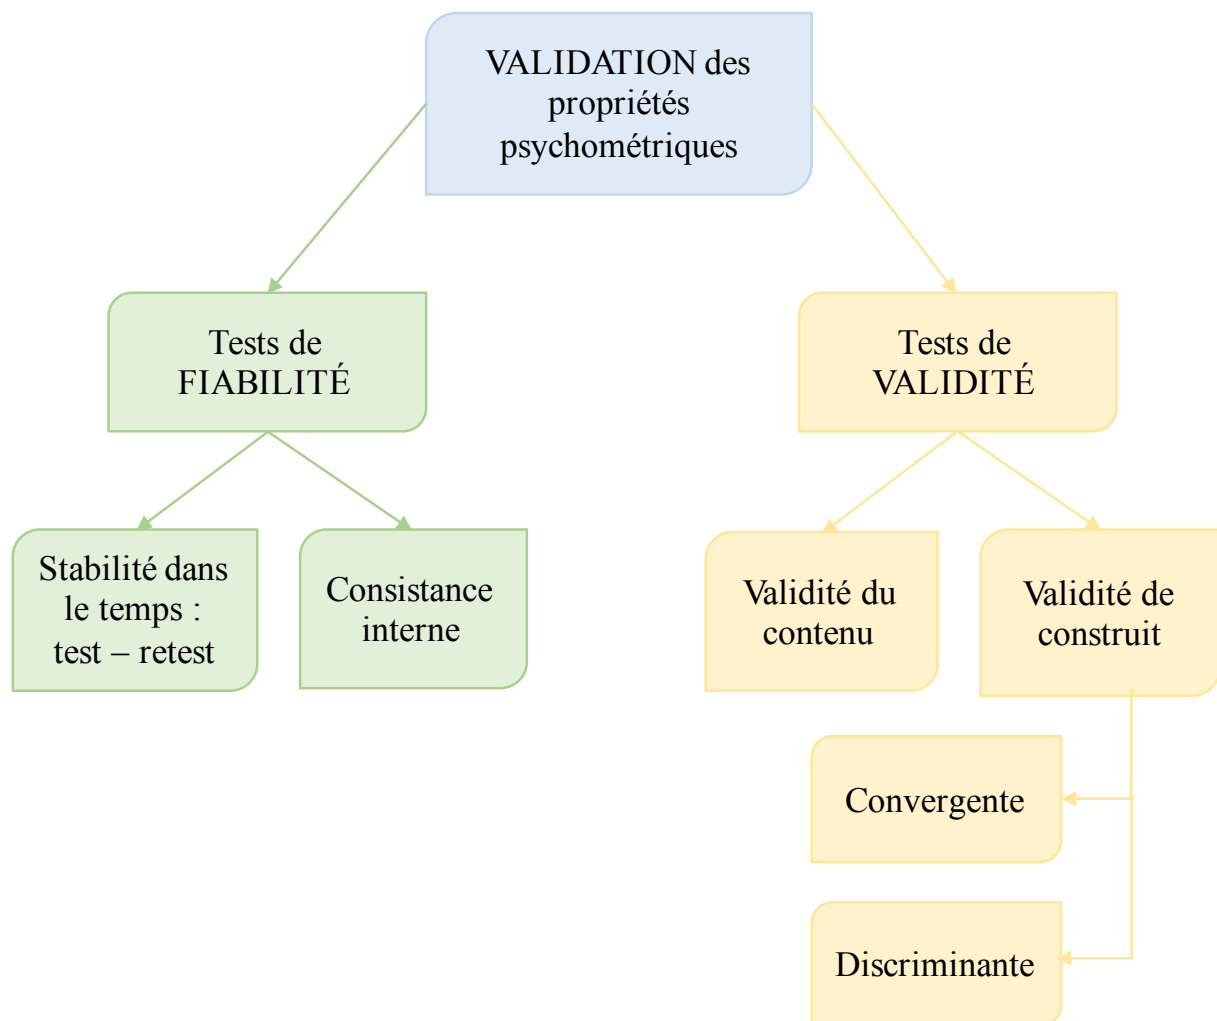 VALIDATION des
propriétés
psychométriques
Tests de
FIABILITÉ
Tests de
VALIDITÉ
Stabilité dans
le temps :
test – retest
Consistance
interne
Validité du
contenu
Validité de
construit
Convergente
Discriminante